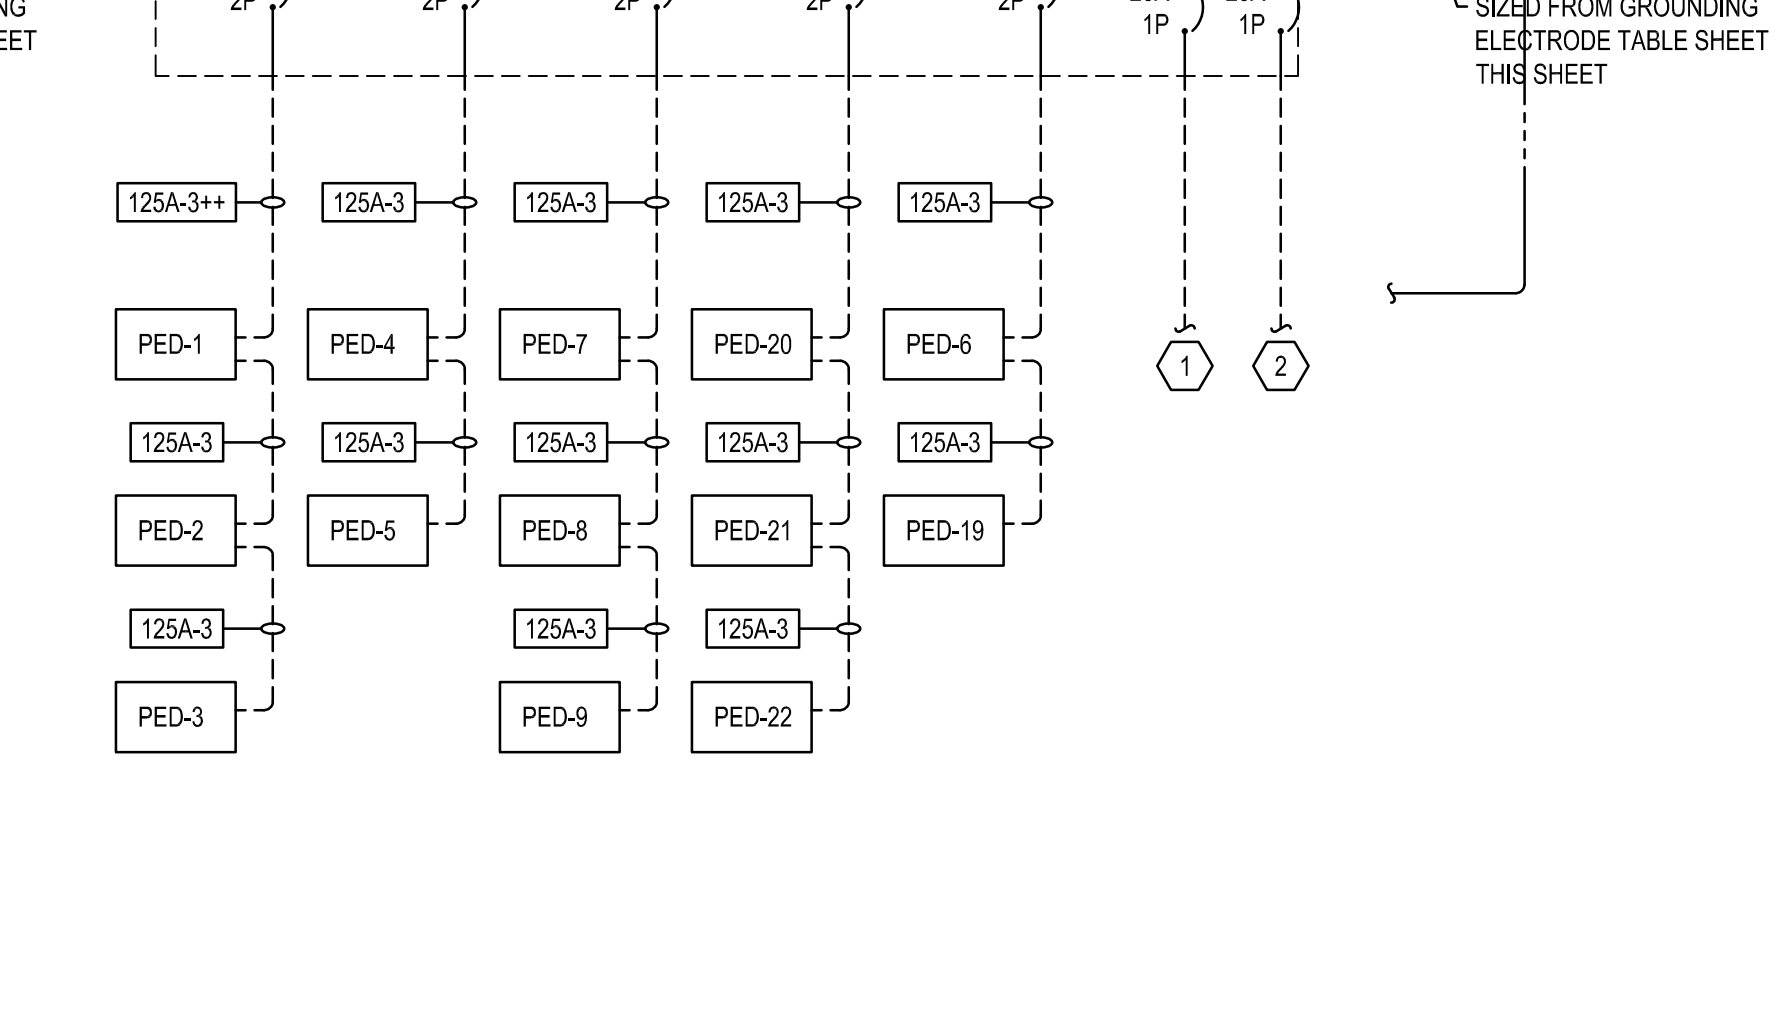 NG
EET
2P 2P 2P 2P 2P
1P 1P
SIZED FROM GROUNDING
ELECTRODE TABLE SHEET
THIS SHEET
125A-3++ 125A-3 125A-3 125A-3 125A-3
PED-1 PED-4 PED-7 PED-20 PED-6
1 2
125A-3 125A-3 125A-3 125A-3 125A-3
PED-2 PED-5 PED-8 PED-21 PED-19
125A-3 125A-3 125A-3
PED-3 PED-9 PED-22